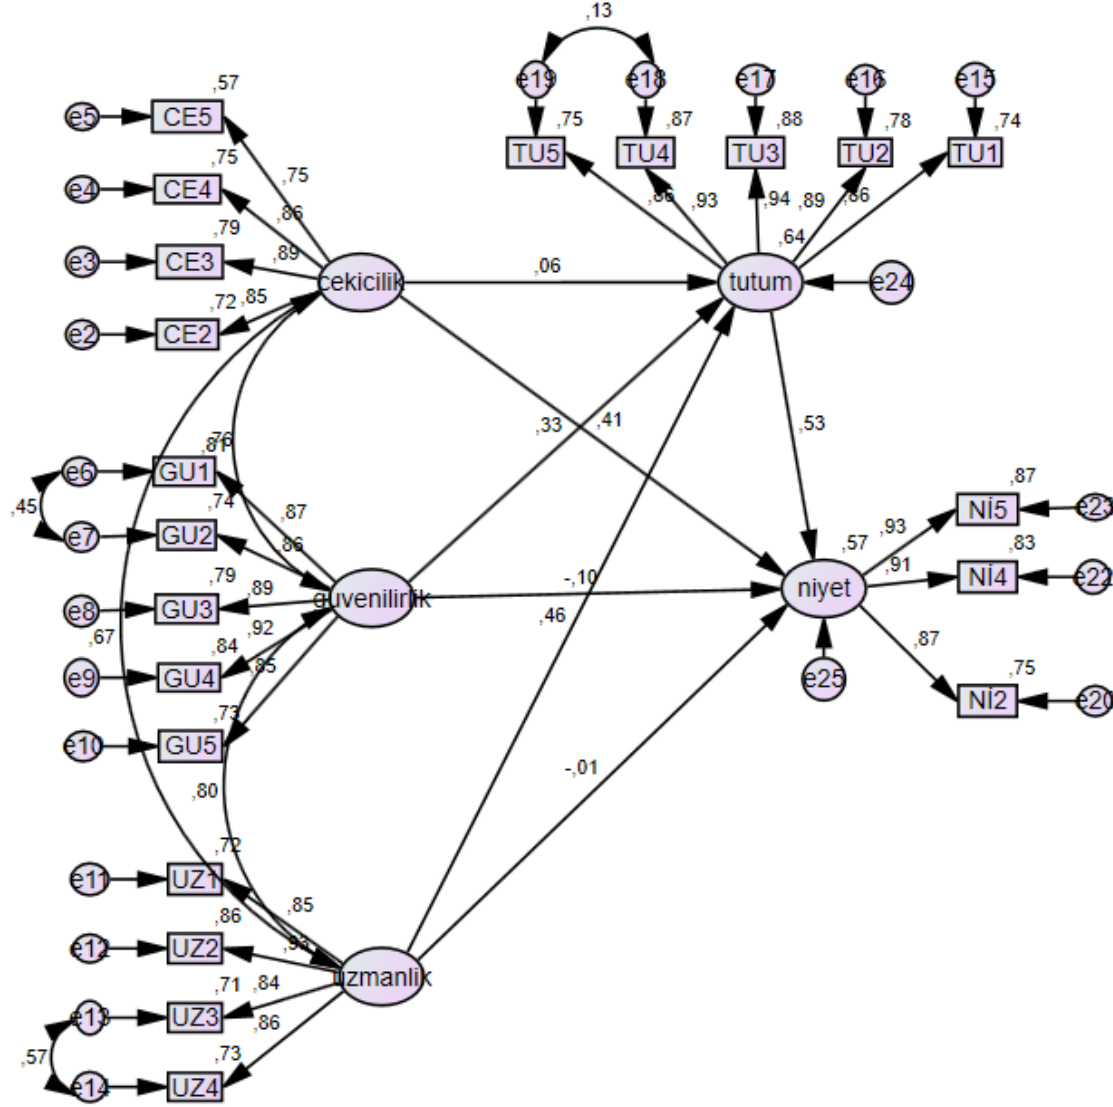 ,13
e19
e18
e17
e16
e15
,57
,75
,87
,88
,78
,74
e5
CE5
TU5
TU4
TU3
TU2
TU1
,75
,75
e4
CE4
,86
,86
,93
,94
,89
,86
,79
,64
e3
CE3
,89
cekicilik
,06
tutum
e24
,72
,85
e2
CE2
,76
,81
,33
,41
,53
e6
GU1
,45
,74
,87
,87
e7
GU2
,86
,57
,93
Nİ5
e23
,79
,89
,83
,91
Nİ4
e22
e8
GU3
guvenilirlik
-,10
niyet
,67
,92
,46
,84
,85
,87
e9
GU4
,75
e25
Nİ2
e20
,73
e10
GU5
-,01
,80
,72
e11
UZ1
,85
,86
e12
UZ2
,93
uzmanlik
,71
,84
e13
UZ3
,86
,57
,73
e14
UZ4